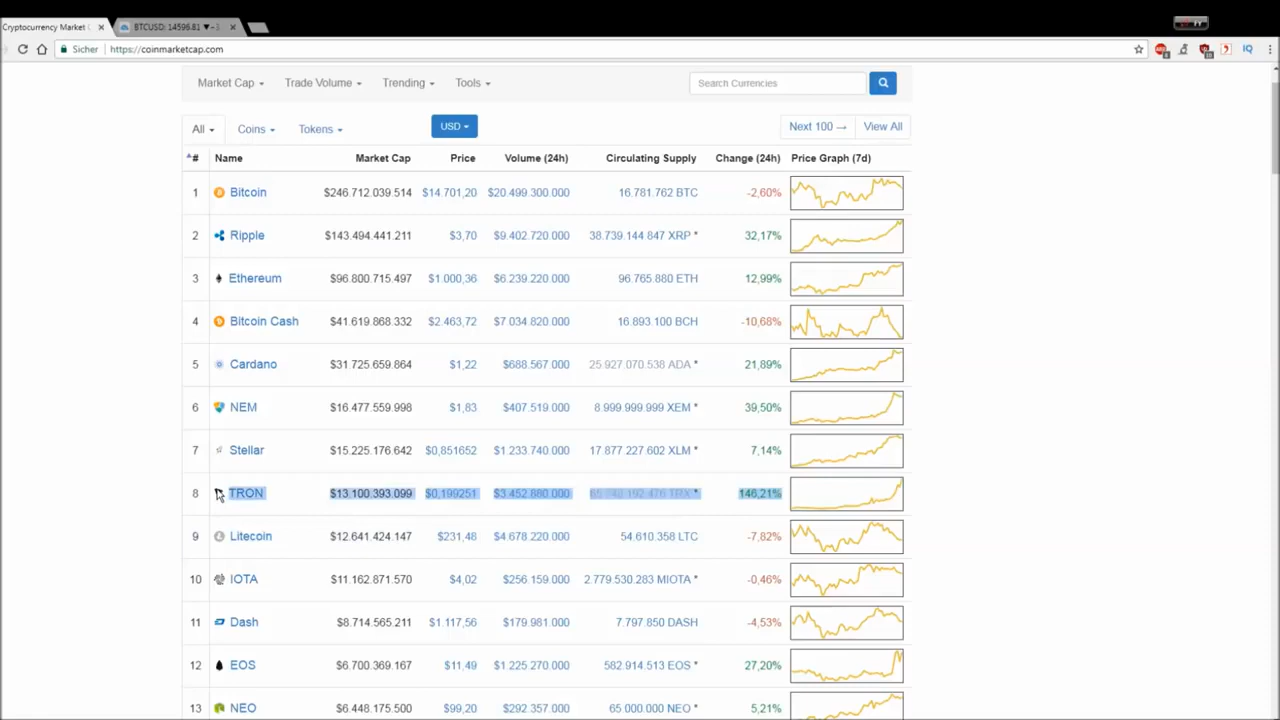 Cryptocurrency Market
BTCUSD: 14596.81 ▼
Sicher https://coinmarketcap.com
Market Cap Trade Volume Trending Tools Search Currencies
All Coins Tokens USD Next 100 → View All
# Name Market Cap Price Volume (24h) Circulating Supply Change (24h) Price Graph (7d)
1 Bitcoin $246.712.039.514 $14.701,20 $20.499.300.000 16.781.762 BTC -2,60%
2 Ripple $143.494.441.211 $3,70 $9.402.720.000 38.739.144.847 XRP * 32,17%
3 Ethereum $96.800.715.497 $1.000,36 $6.239.220.000 96.765.880 ETH 12,99%
4 Bitcoin Cash $41.619.868.332 $2.463,72 $7.034.820.000 16.893.100 BCH -10,68%
5 Cardano $31.725.659.864 $1,22 $688.567.000 25.927.070.538 ADA * 21,89%
6 NEM $16.477.559.998 $1,83 $407.519.000 8.999.999.999 XEM * 39,50%
7 Stellar $15.225.176.642 $0,851652 $1.233.740.000 17.877.227.602 XLM * 7,14%
8 TRON $13.100.393.099 $0,199251 $3.452.880.000 TRX * 146,21%
9 Litecoin $12.641.424.147 $231,48 $4.678.220.000 54.610.358 LTC -7,82%
10 IOTA $11.162.871.570 $4,02 $256.159.000 2.779.530.283 MIOTA * -0,46%
11 Dash $8.714.565.211 $1.117,56 $179.981.000 7.797.850 DASH -4,53%
12 EOS $6.700.369.167 $11,49 $1.225.270.000 582.914.513 EOS * 27,20%
13 NEO $6.448.175.500 $99,20 $292.357.000 65.000.000 NEO * 5,21%